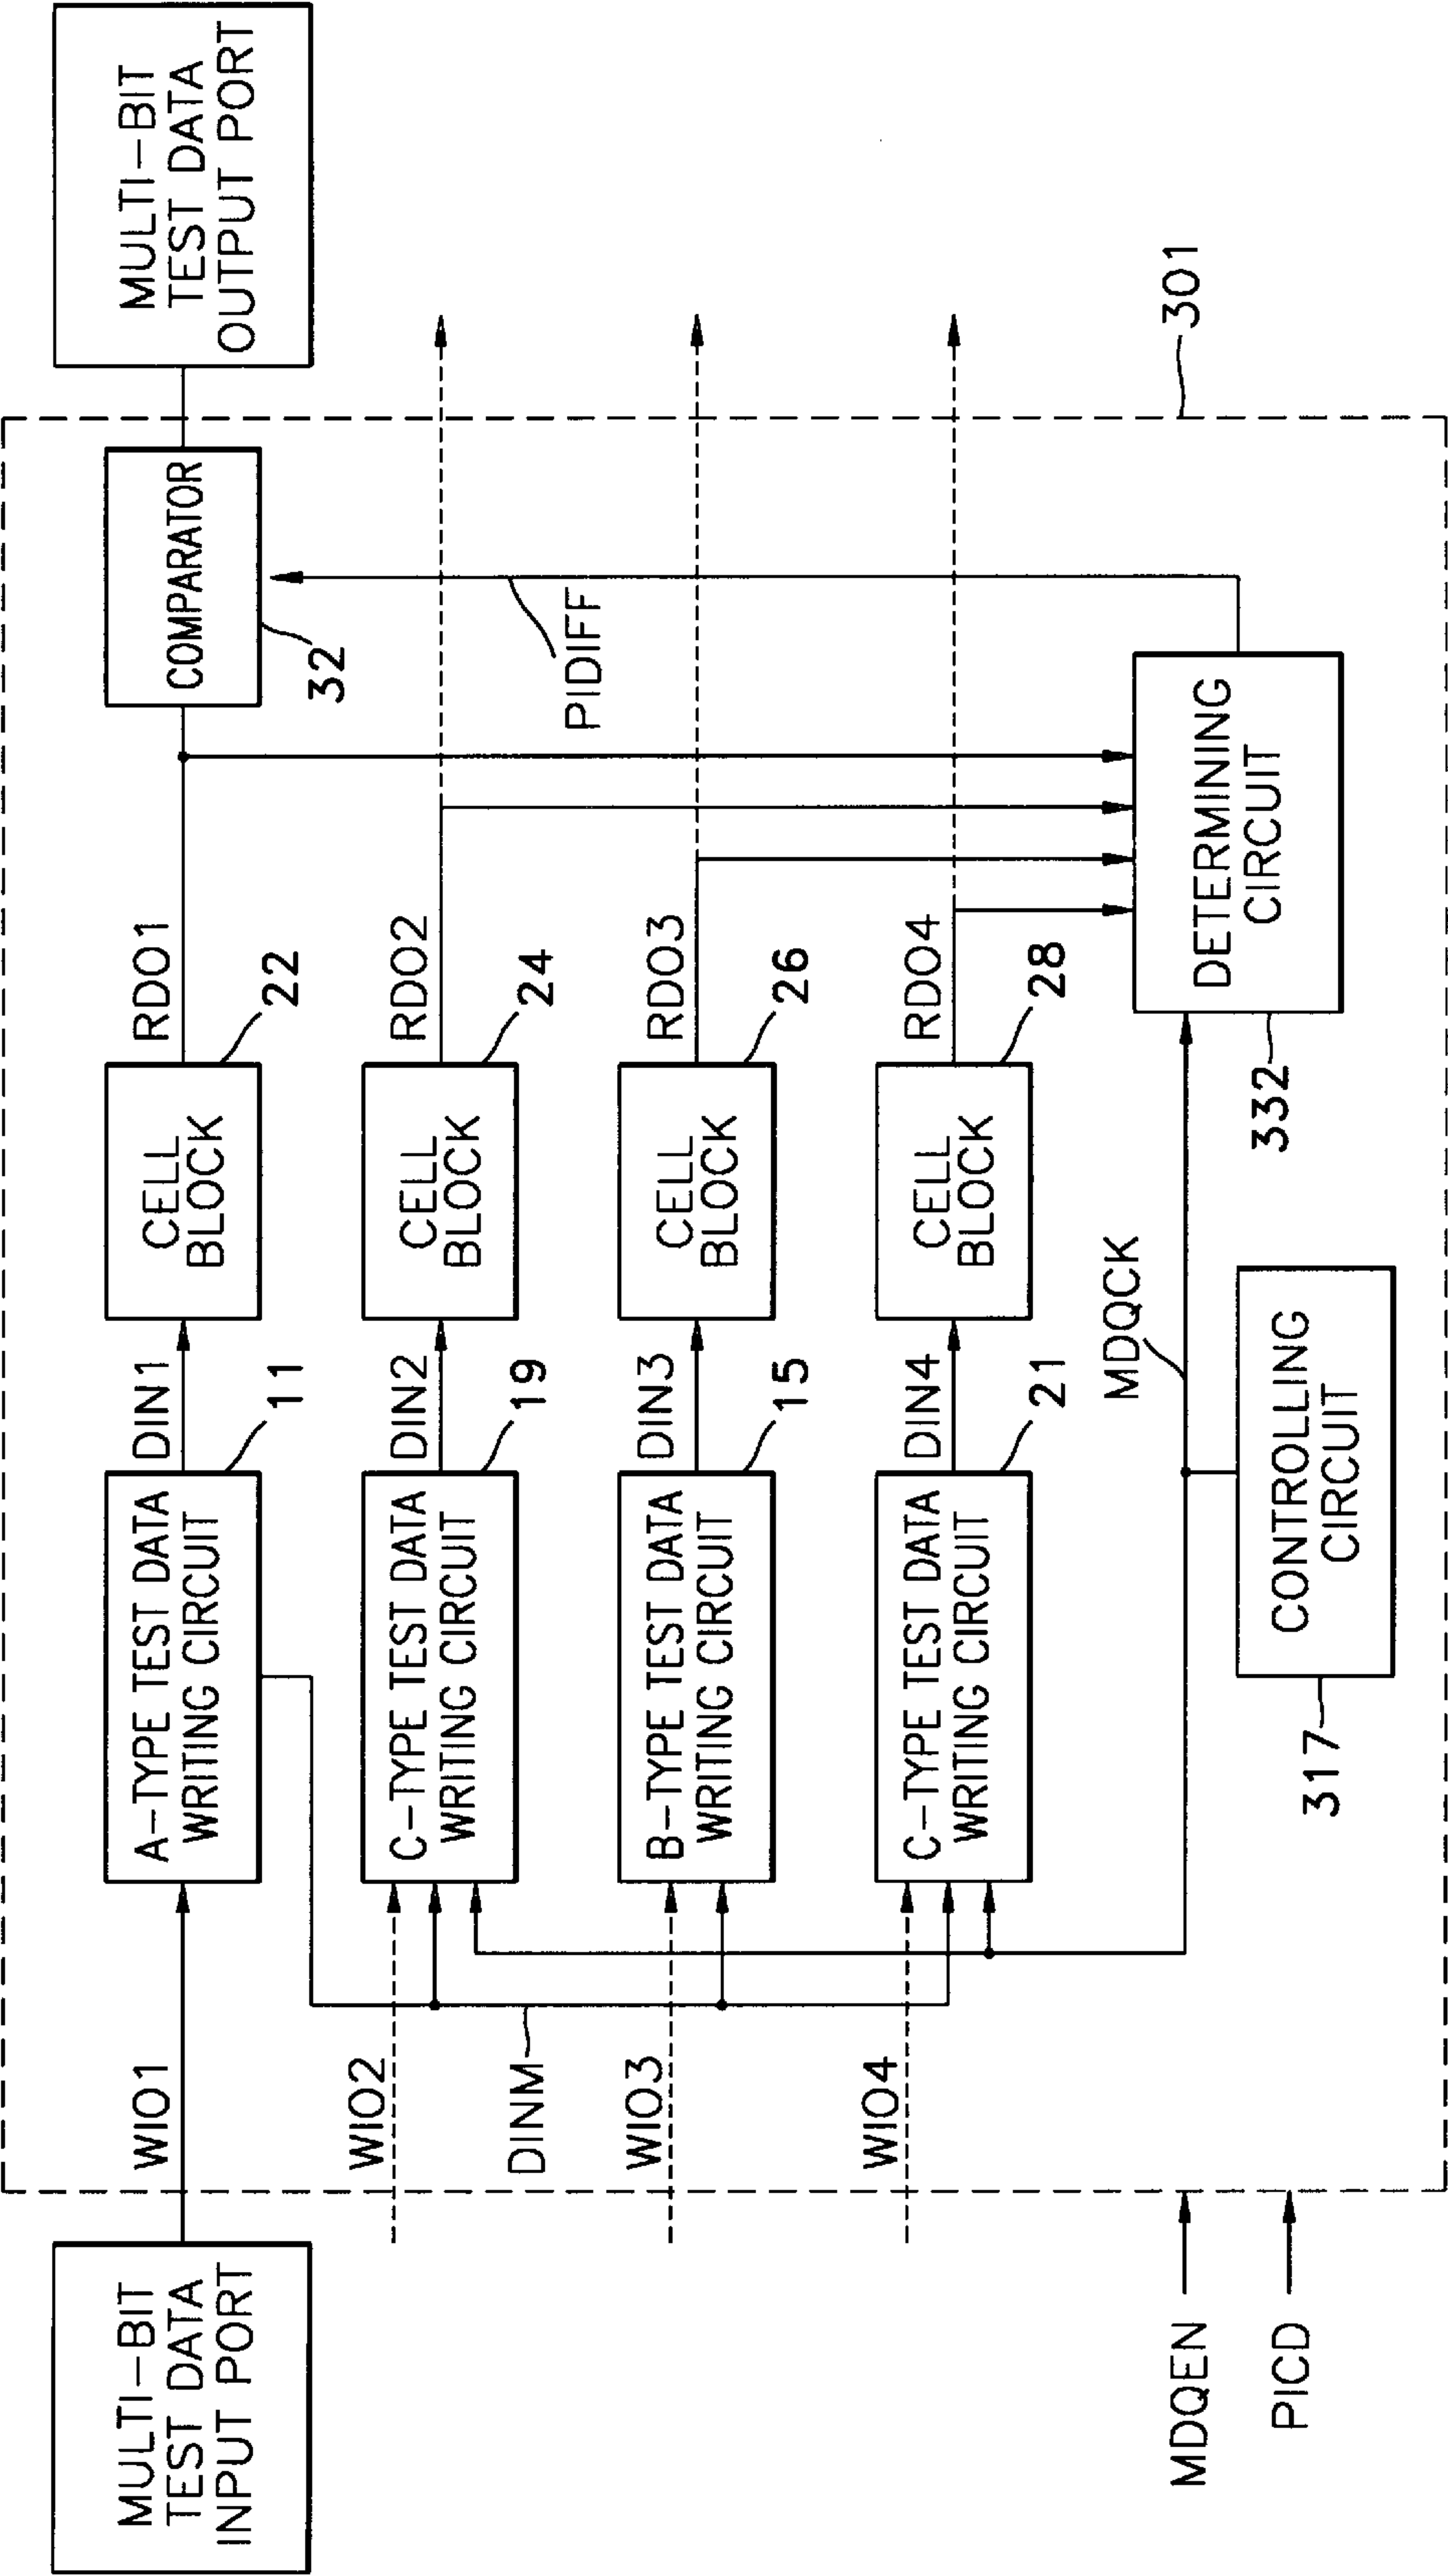 MULTI-BIT
TEST DATA
INPUT PORT
WIO1
A-TYPE TEST DATA
WRITING CIRCUIT
11
DIN1
CELL
BLOCK
22
RDO1
COMPARATOR
32
MULTI-BIT
TEST DATA
OUTPUT PORT
WIO2
C-TYPE TEST DATA
WRITING CIRCUIT
19
DIN2
CELL
BLOCK
24
RDO2
DINM
PIDIFF
WIO3
B-TYPE TEST DATA
WRITING CIRCUIT
15
DIN3
CELL
BLOCK
26
RDO3
WIO4
C-TYPE TEST DATA
WRITING CIRCUIT
21
DIN4
CELL
BLOCK
28
RDO4
MDQCK
MDQEN
PICD
CONTROLLING
CIRCUIT
317
DETERMINING
CIRCUIT
332
301